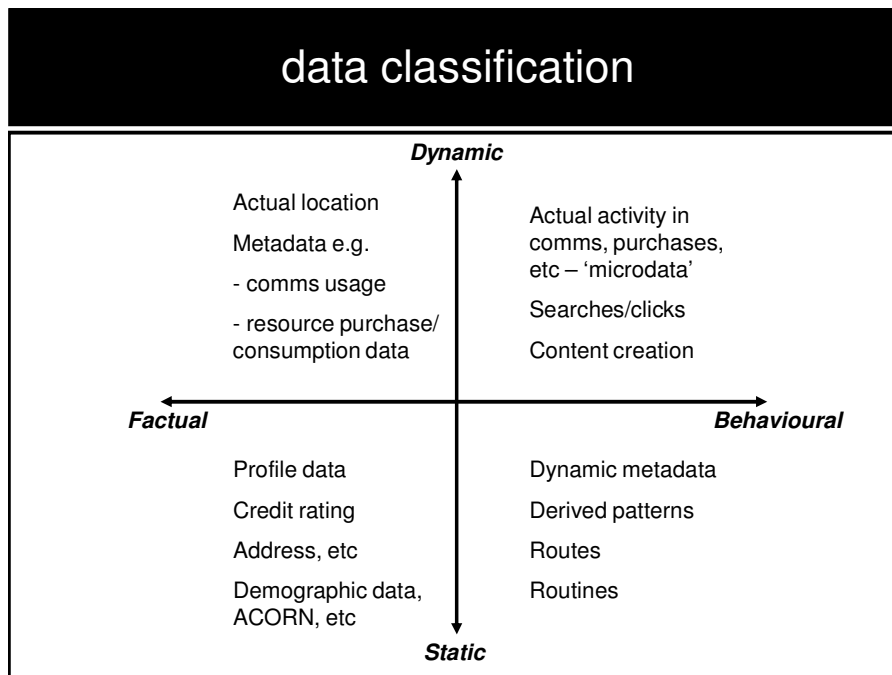 data classification
Dynamic
Actual location
Metadata e.g.
- comms usage
- resource purchase/
consumption data
Actual activity in
comms, purchases,
etc – ‘microdata’
Searches/clicks
Content creation
Factual
Behavioural
Profile data
Credit rating
Address, etc
Demographic data,
ACORN, etc
Dynamic metadata
Derived patterns
Routes
Routines
Static